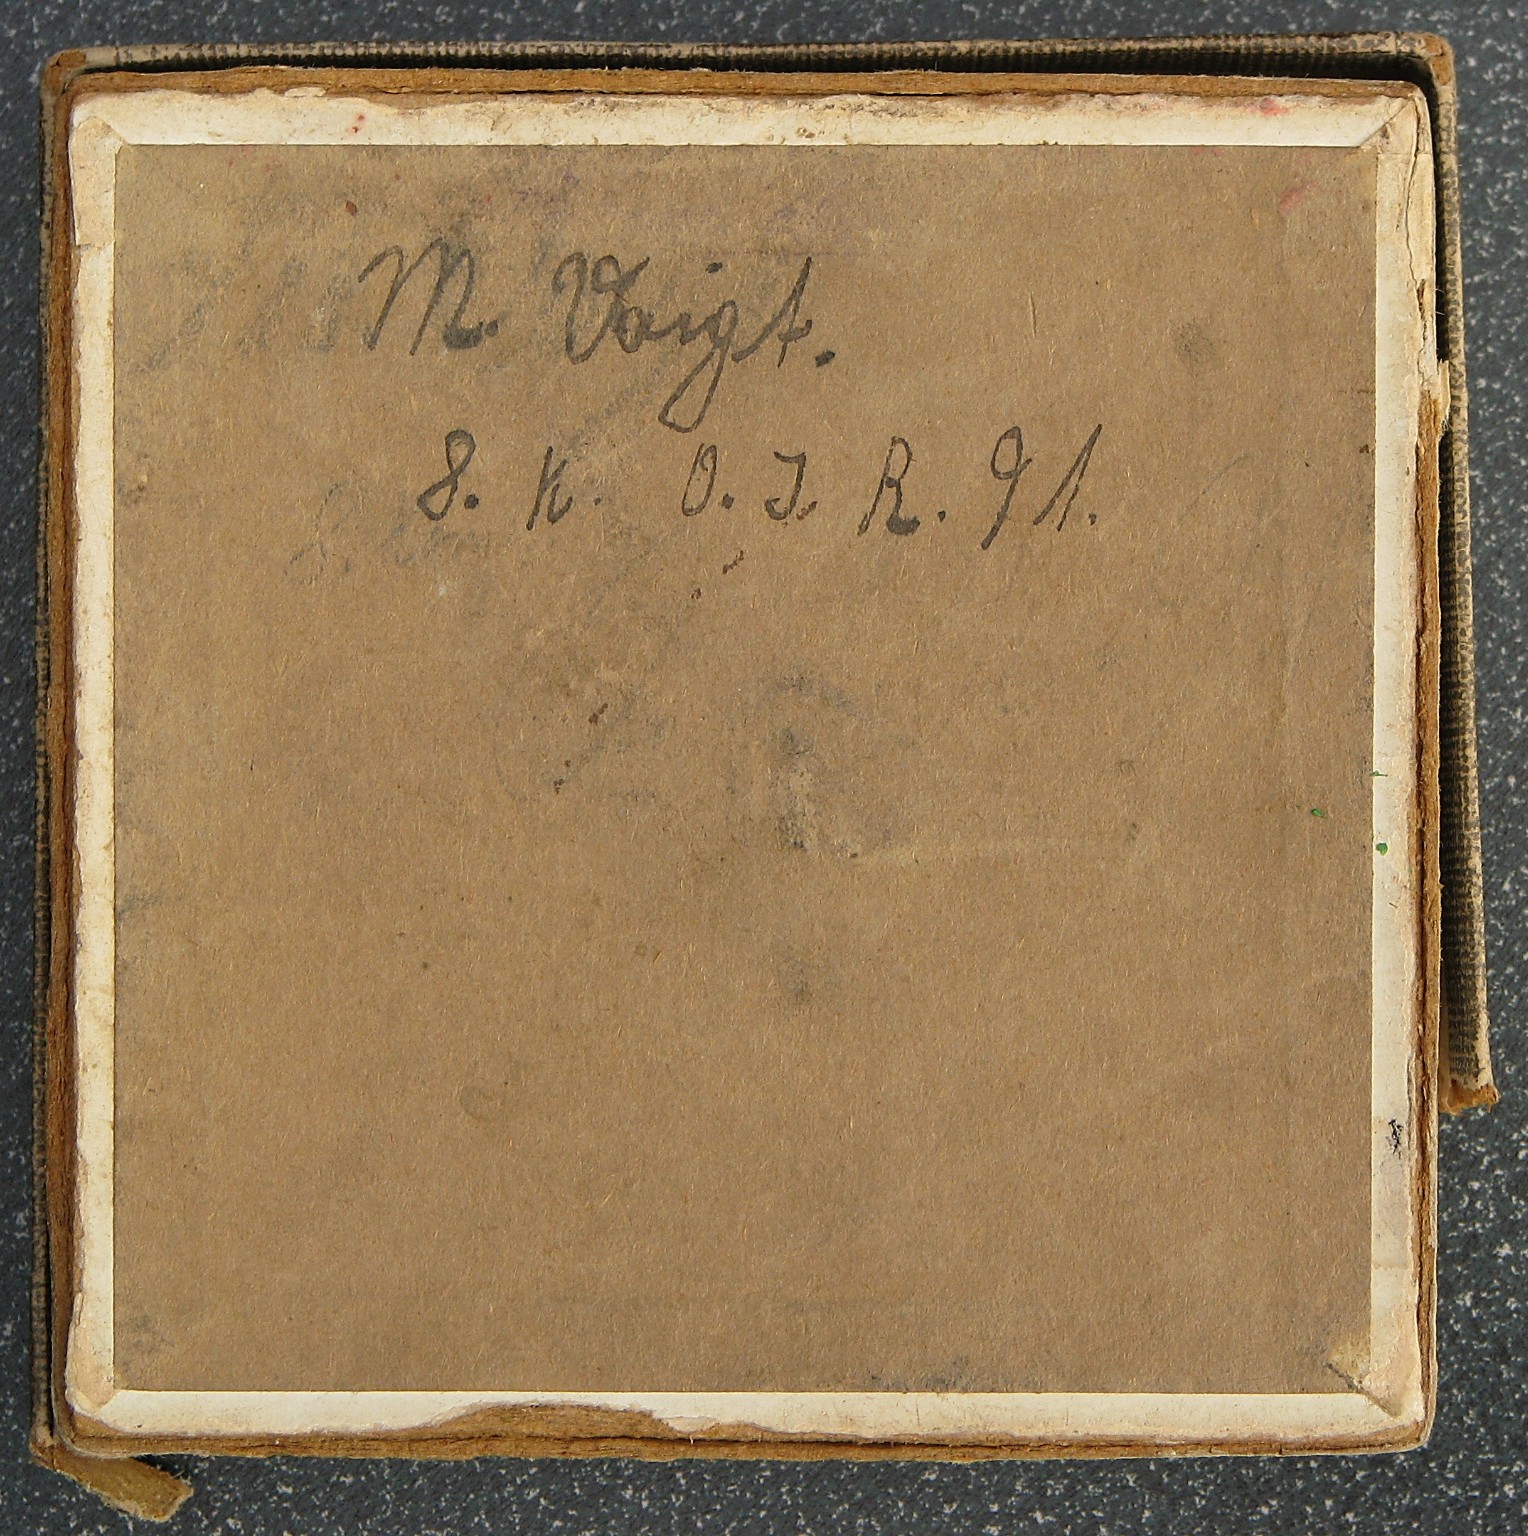 M. Voigt.
8. K. O. J. R. 91.